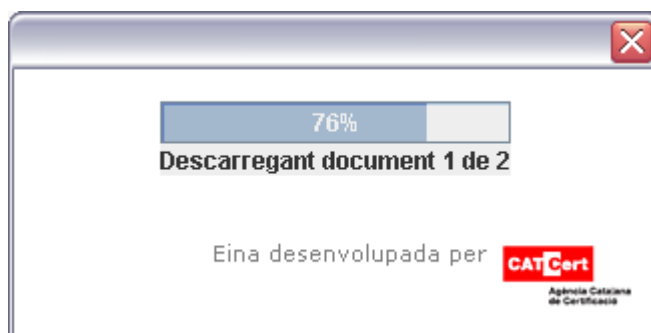 76%
Descarregant document 1 de 2
Eina desenvolupada per
CATCert
Agència Catalana
de Certificació